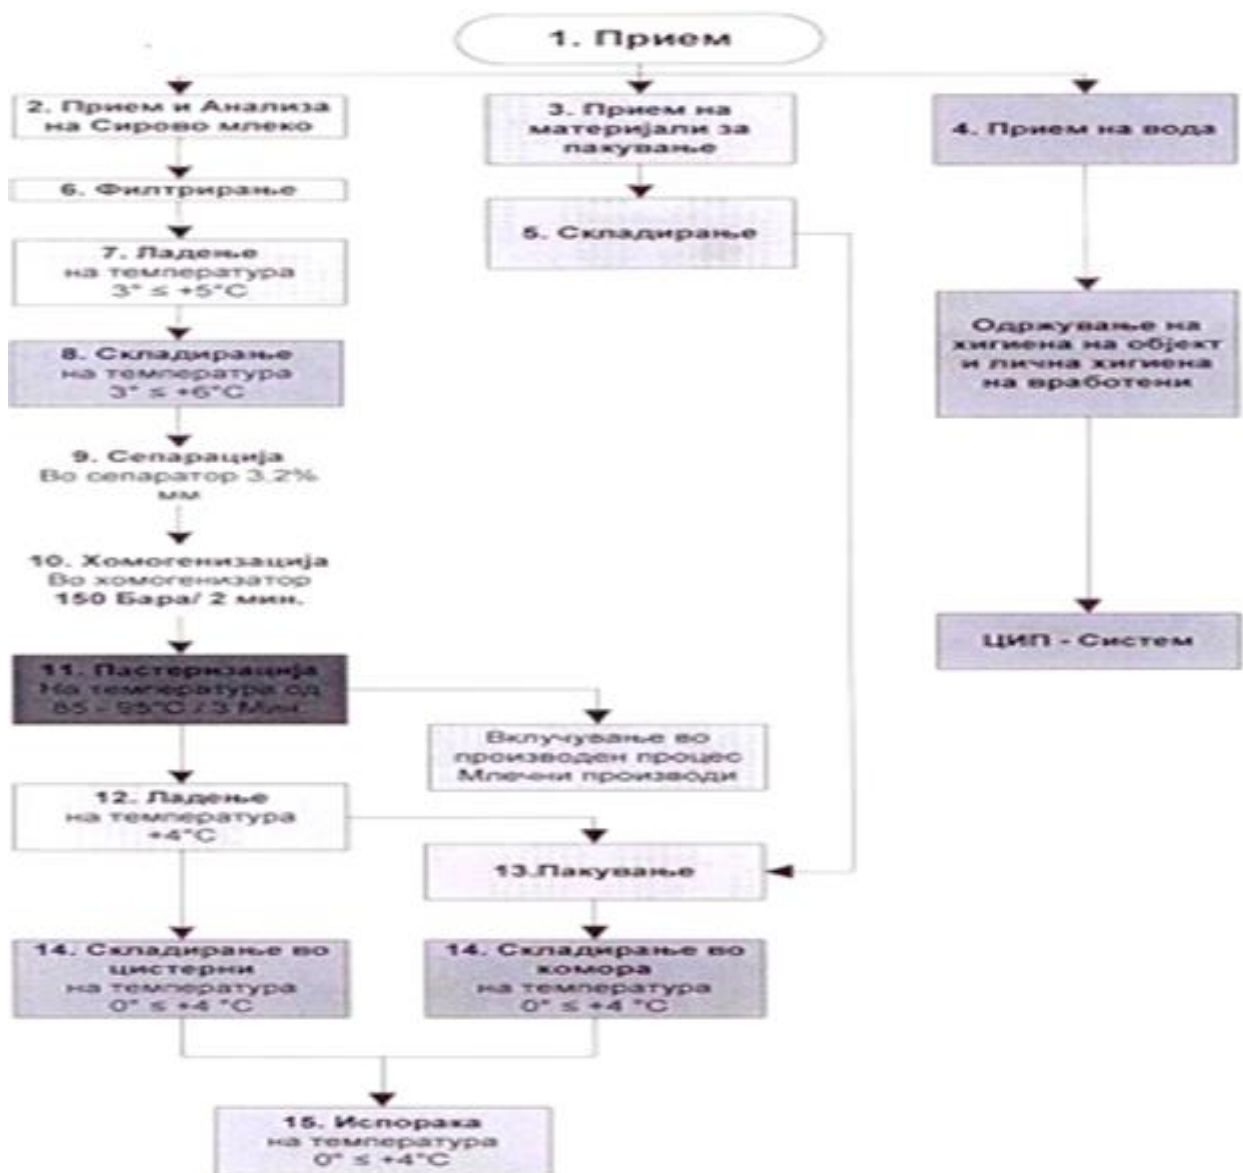 1. Прием
2. Прием и Анализа
на Сирово млеко
3. Прием на
материјали за
пакување
4. Прием на вода
6. Филтрирање
5. Складирање
7. Ладење
на температура
3° ≤ +5°C
8. Складирање
на температура
3° ≤ +6°C
Одржување на
хигиена на објект
и лична хигиена
на вработени
9. Сепарација
Во сепаратор 3,2%
мм
10. Хомогенизација
Во хомогенизатор
150 Бара/ 2 мин.
ЦИП - Систем
11. Пастеризација
На температура од
85 - 95°C / 3 Мин.
Вклучување во
производен процес
Млечни производи
12. Ладење
на температура
+4°C
13.Пакување
14. Складирање во
цистерни
на температура
0° ≤ +4 °C
14. Складирање во
комора
на температура
0° ≤ +4 °C
15. Испорака
на температура
0° ≤ +4°C